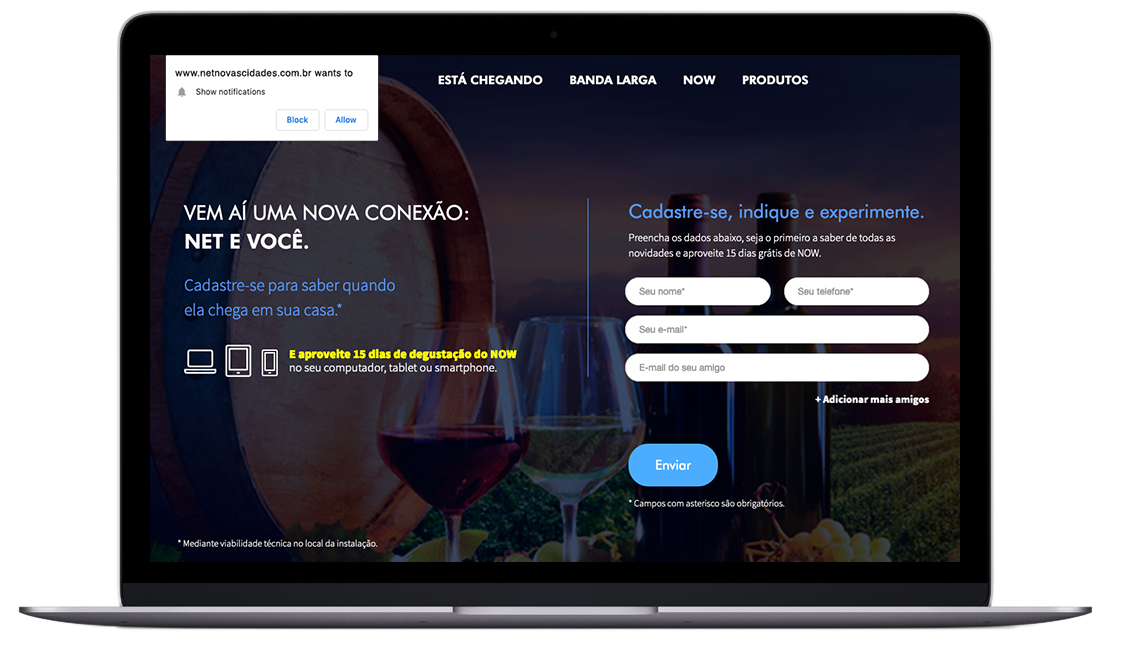 www.netnovascidades.com.br wants to
Show notifications
Block
Allow
ESTÁ CHEGANDO
BANDA LARGA
NOW
PRODUTOS
VEM AÍ UMA NOVA CONEXÃO:
NET E VOCÊ.
Cadastre-se para saber quando
ela chega em sua casa.*
E aproveite 15 dias de degustação do NOW
no seu computador, tablet ou smartphone.
* Mediante viabilidade técnica no local da instalação.
Cadastre-se, indique e experimente.
Preencha os dados abaixo, seja o primeiro a saber de todas as
novidades e aproveite 15 dias grátis de NOW.
Seu nome*
Seu telefone*
Seu e-mail*
E-mail do seu amigo
+ Adicionar mais amigos
Enviar
* Campos com asterisco são obrigatórios.